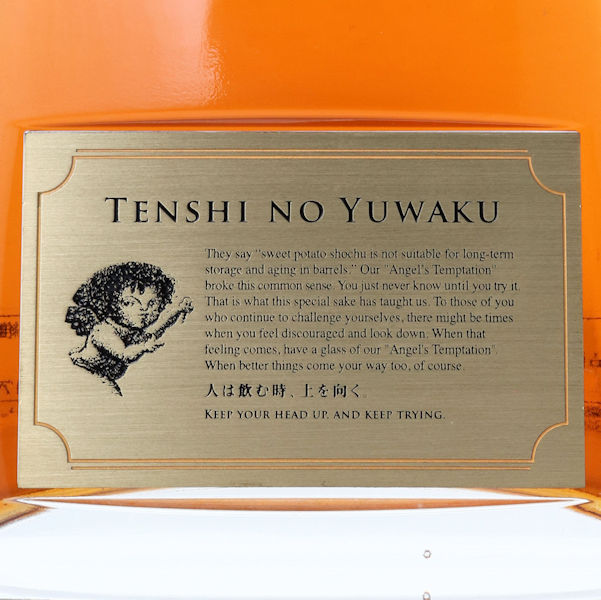 TENSHI NO YUWAKU
They say "sweet potato shochu is not suitable for long-term
storage and aging in barrels." Our "Angel's Temptation"
broke this common sense. You just never know until you try it.
That is what this special sake has taught us. To those of you
who continue to challenge yourselves, there might be times
when you feel discouraged and look down. When that
feeling comes, have a glass of our "Angel's Temptation".
When better things come your way too, of course.
人は飲む時、上を向く。
KEEP YOUR HEAD UP, AND KEEP TRYING.